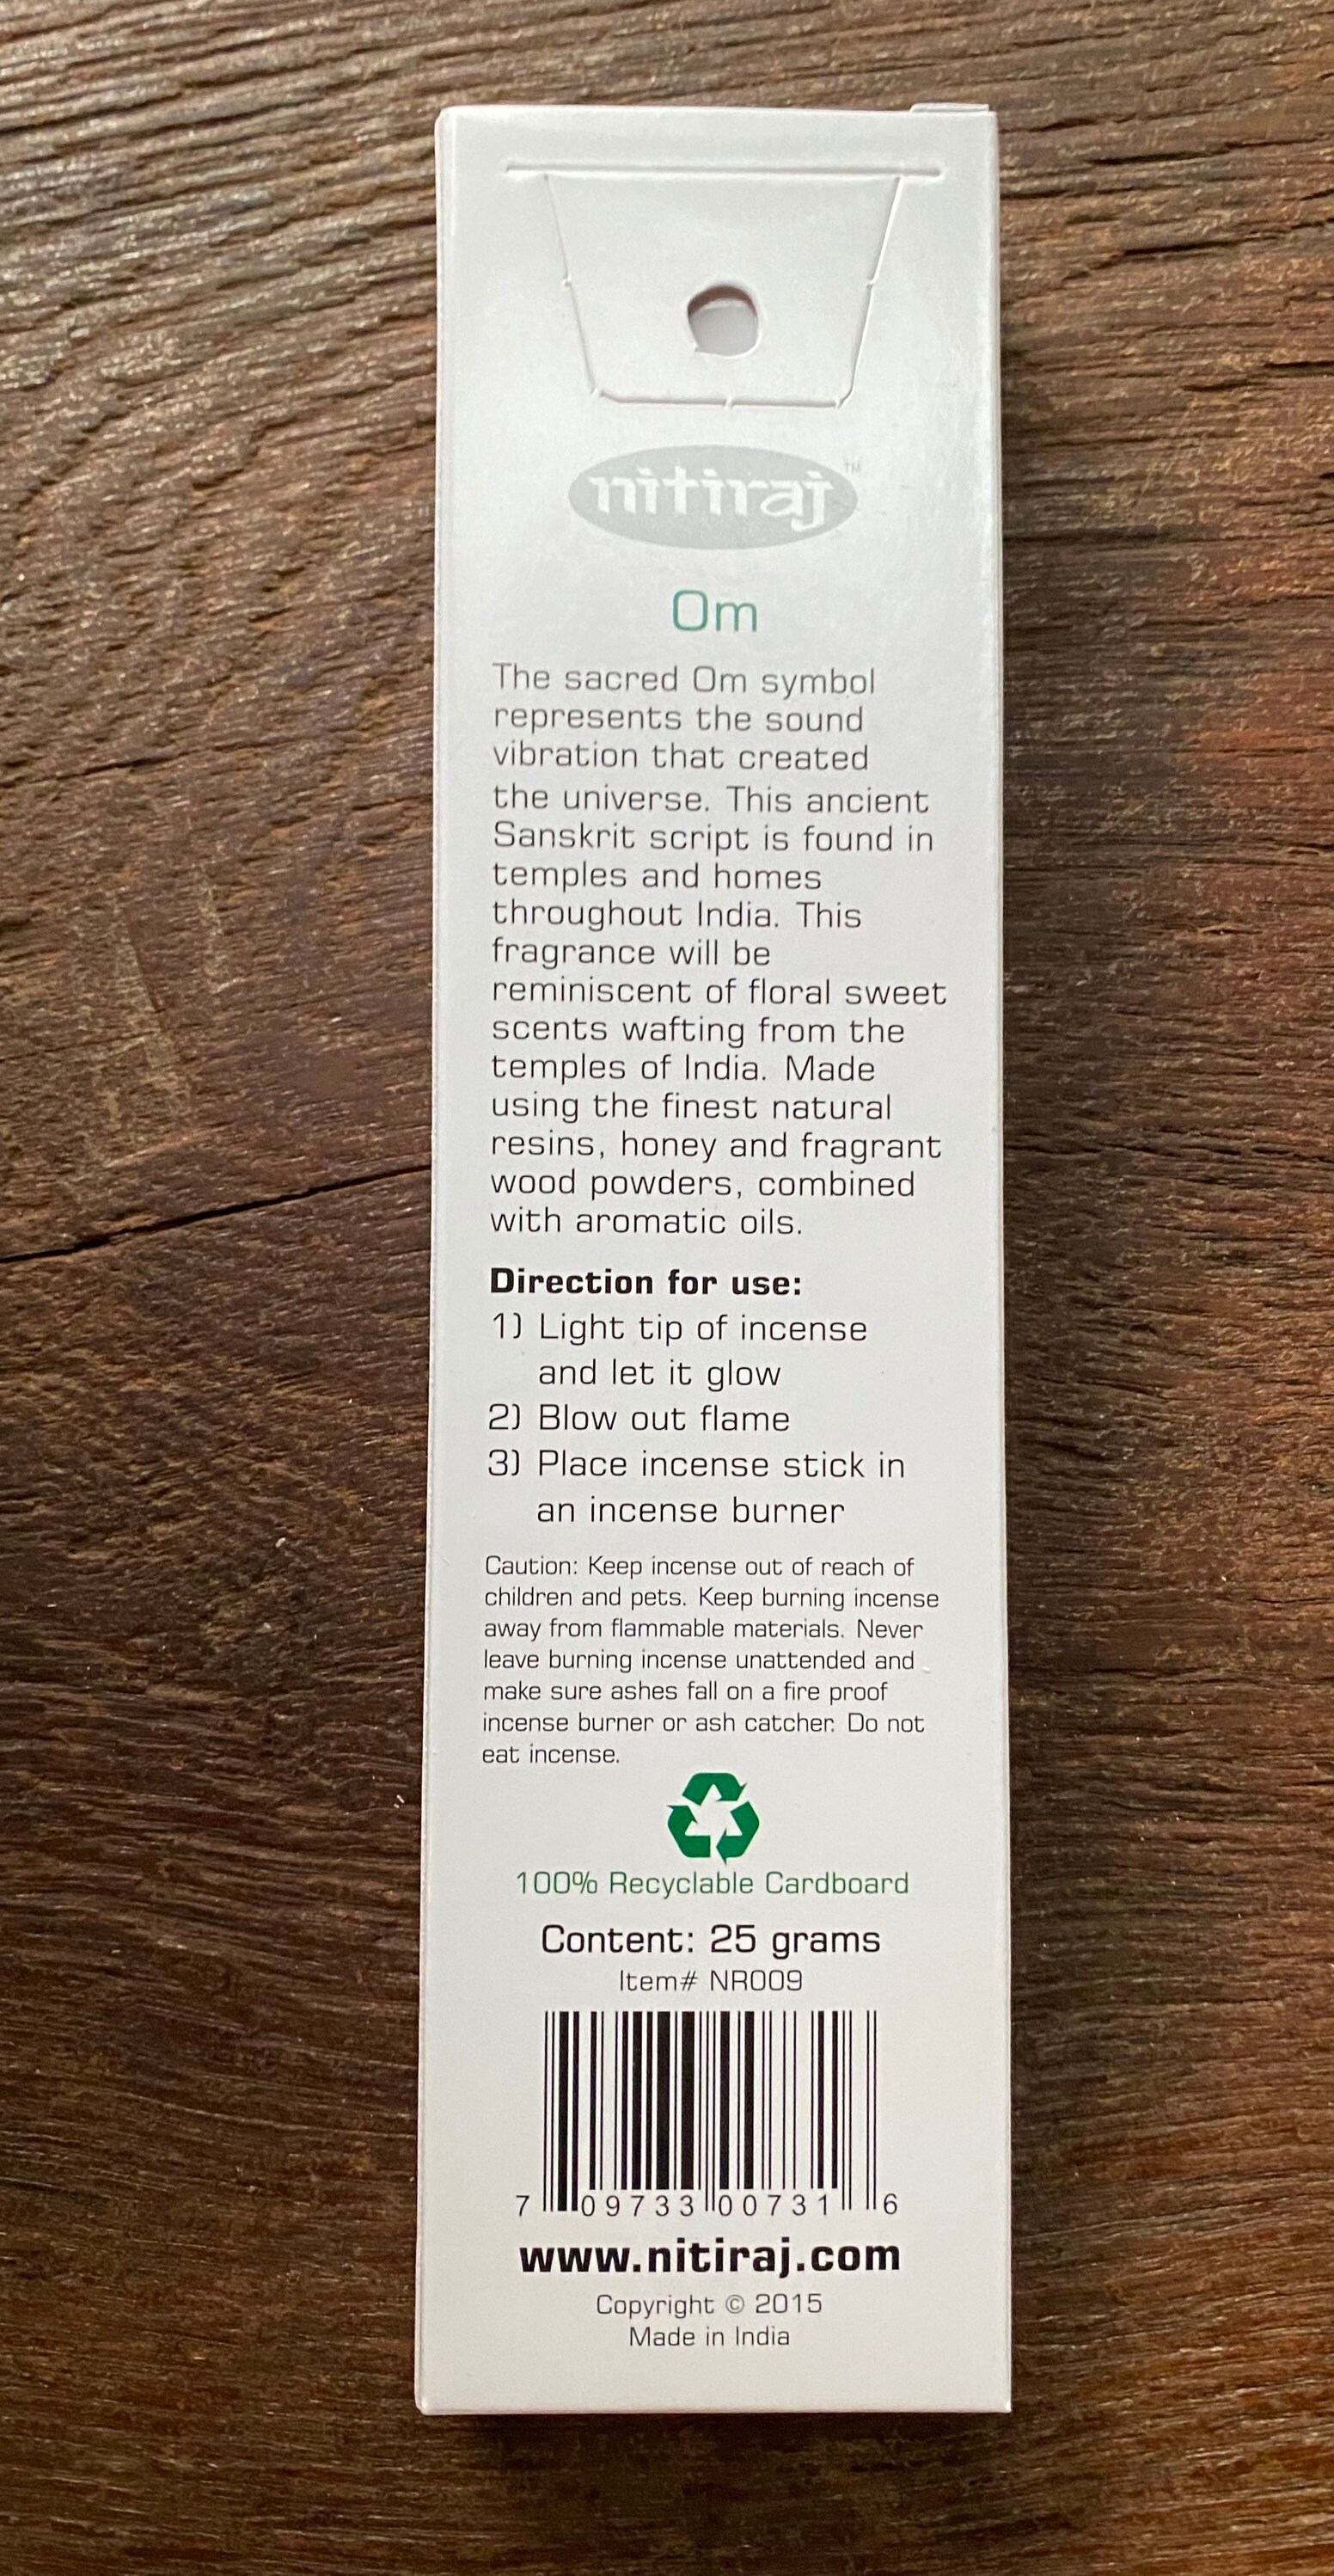 nitiraj™
Om
The sacred Om symbol
represents the sound
vibration that created
the universe. This ancient
Sanskrit script is found in
temples and homes
throughout India. This
fragrance will be
reminiscent of floral sweet
scents wafting from the
temples of India. Made
using the finest natural
resins, honey and fragrant
wood powders, combined
with aromatic oils.
Direction for use:
1) Light tip of incense
and let it glow
2) Blow out flame
3) Place incense stick in
an incense burner
Caution: Keep incense out of reach of
children and pets. Keep burning incense
away from flammable materials. Never
leave burning incense unattended and
make sure ashes fall on a fire proof
incense burner or ash catcher. Do not
eat incense.
100% Recyclable Cardboard
Content: 25 grams
Item# NR009
7 09733 00731 6
www.nitiraj.com
Copyright © 2015
Made in India